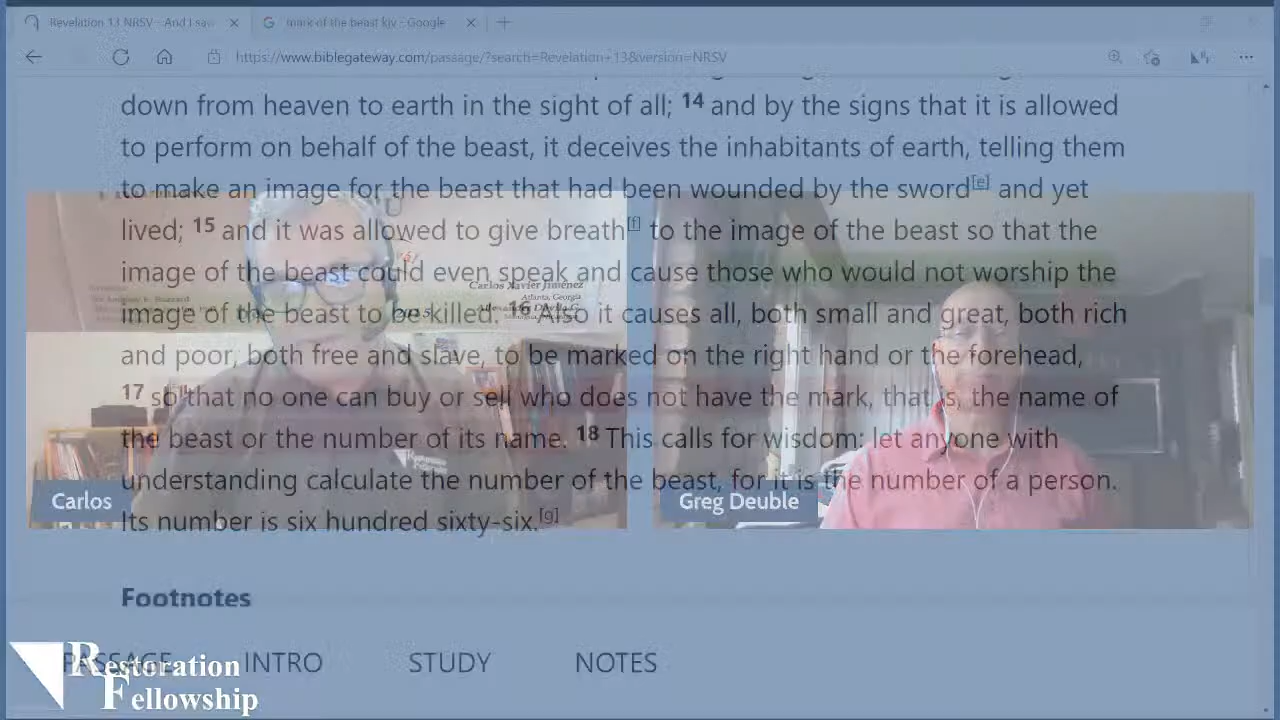 Revelation 13 NRSV - And I saw
mark of the beast kjv - Google
https://www.biblegateway.com/passage/?search=Revelation+13&version=NRSV
down from heaven to earth in the sight of all; 14 and by the signs that it is allowed
to perform on behalf of the beast, it deceives the inhabitants of earth, telling them
to make an image for the beast that had been wounded by the sword[e] and yet
lived; 15 and it was allowed to give breath[f] to the image of the beast so that the
image of the beast could even speak and cause those who would not worship the
Carlos Xavier Jimenez
Atlanta, Georgia
image of the beast to be killed. 16 Also it causes all, both small and great, both rich
and poor, both free and slave, to be marked on the right hand or the forehead,
17 so that no one can buy or sell who does not have the mark, that is, the name of
the beast or the number of its name. 18 This calls for wisdom: let anyone with
understanding calculate the number of the beast, for it is the number of a person.
Carlos
Greg Deuble
Its number is six hundred sixty-six.[g]
Footnotes
PASSAGE INTRO STUDY NOTES
Restoration
Fellowship